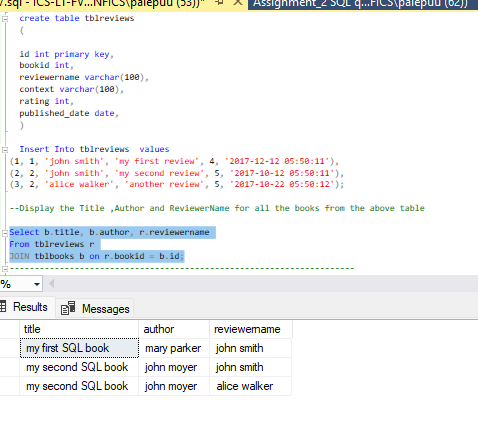 7.sql - ICS-LT-FV...NFICS\palepuu (53))*
Assignment_2 SQL q...FICS\palepuu (62))
create table tblreviews
(
id int primary key,
bookid int,
reviewername varchar(100),
context varchar(100),
rating int,
published_date date,
)
Insert Into tblreviews values
(1, 1, 'john smith', 'my first review', 4, '2017-12-12 05:50:11'),
(2, 2, 'john smith', 'my second review', 5, '2017-10-12 05:50:11'),
(3, 2, 'alice walker', 'another review', 5, '2017-10-22 05:50:12');
--Display the Title ,Author and ReviewerName for all the books from the above table
Select b.title, b.author, r.reviewername
From tblreviews r
JOIN tblbooks b on r.bookid = b.id;
----------------------------------------------------------------------
%
Results Messages
title author reviewername
my first SQL book mary parker john smith
my second SQL book john moyer john smith
my second SQL book john moyer alice walker